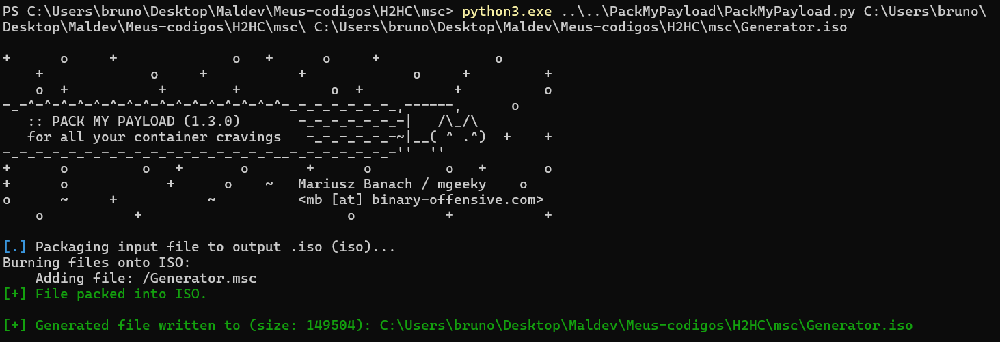 PS C:\Users\bruno\Desktop\Maldev\Meus-codigos\H2HC\msc> python3.exe ..\..\PackMyPayload\PackMyPayload.py C:\Users\bruno\
Desktop\Maldev\Meus-codigos\H2HC\msc\ C:\Users\bruno\Desktop\Maldev\Meus-codigos\H2HC\msc\Generator.iso

+      o     +              o   +      o     +              o
    +             o     +           +             o     +         +
    o  +           +        +           o  +           +          o
-_-^-^-^-^-^-^-^-^-^-^-^-^-^-^-^-^-_-_-_-_-_-_-_,------,      o
   :: PACK MY PAYLOAD (1.3.0)       -_-_-_-_-_-_-|   /\_/\
   for all your container cravings   -_-_-_-_-_-~|__( ^ .^)  +    +
-_-_-_-_-_-_-_-_-_-_-_-_-_-_-_-_-__-_-_-_-_-_-_-''  ''
+      o         o   +       o       +      o         o   +       o
+      o            +      o    ~   Mariusz Banach / mgeeky    o
o      ~     +           ~          <mb [at] binary-offensive.com>
    o           +                         o           +           +

[.] Packaging input file to output .iso (iso)...
Burning files onto ISO:
    Adding file: /Generator.msc
[+] File packed into ISO.

[+] Generated file written to (size: 149504): C:\Users\bruno\Desktop\Maldev\Meus-codigos\H2HC\msc\Generator.iso